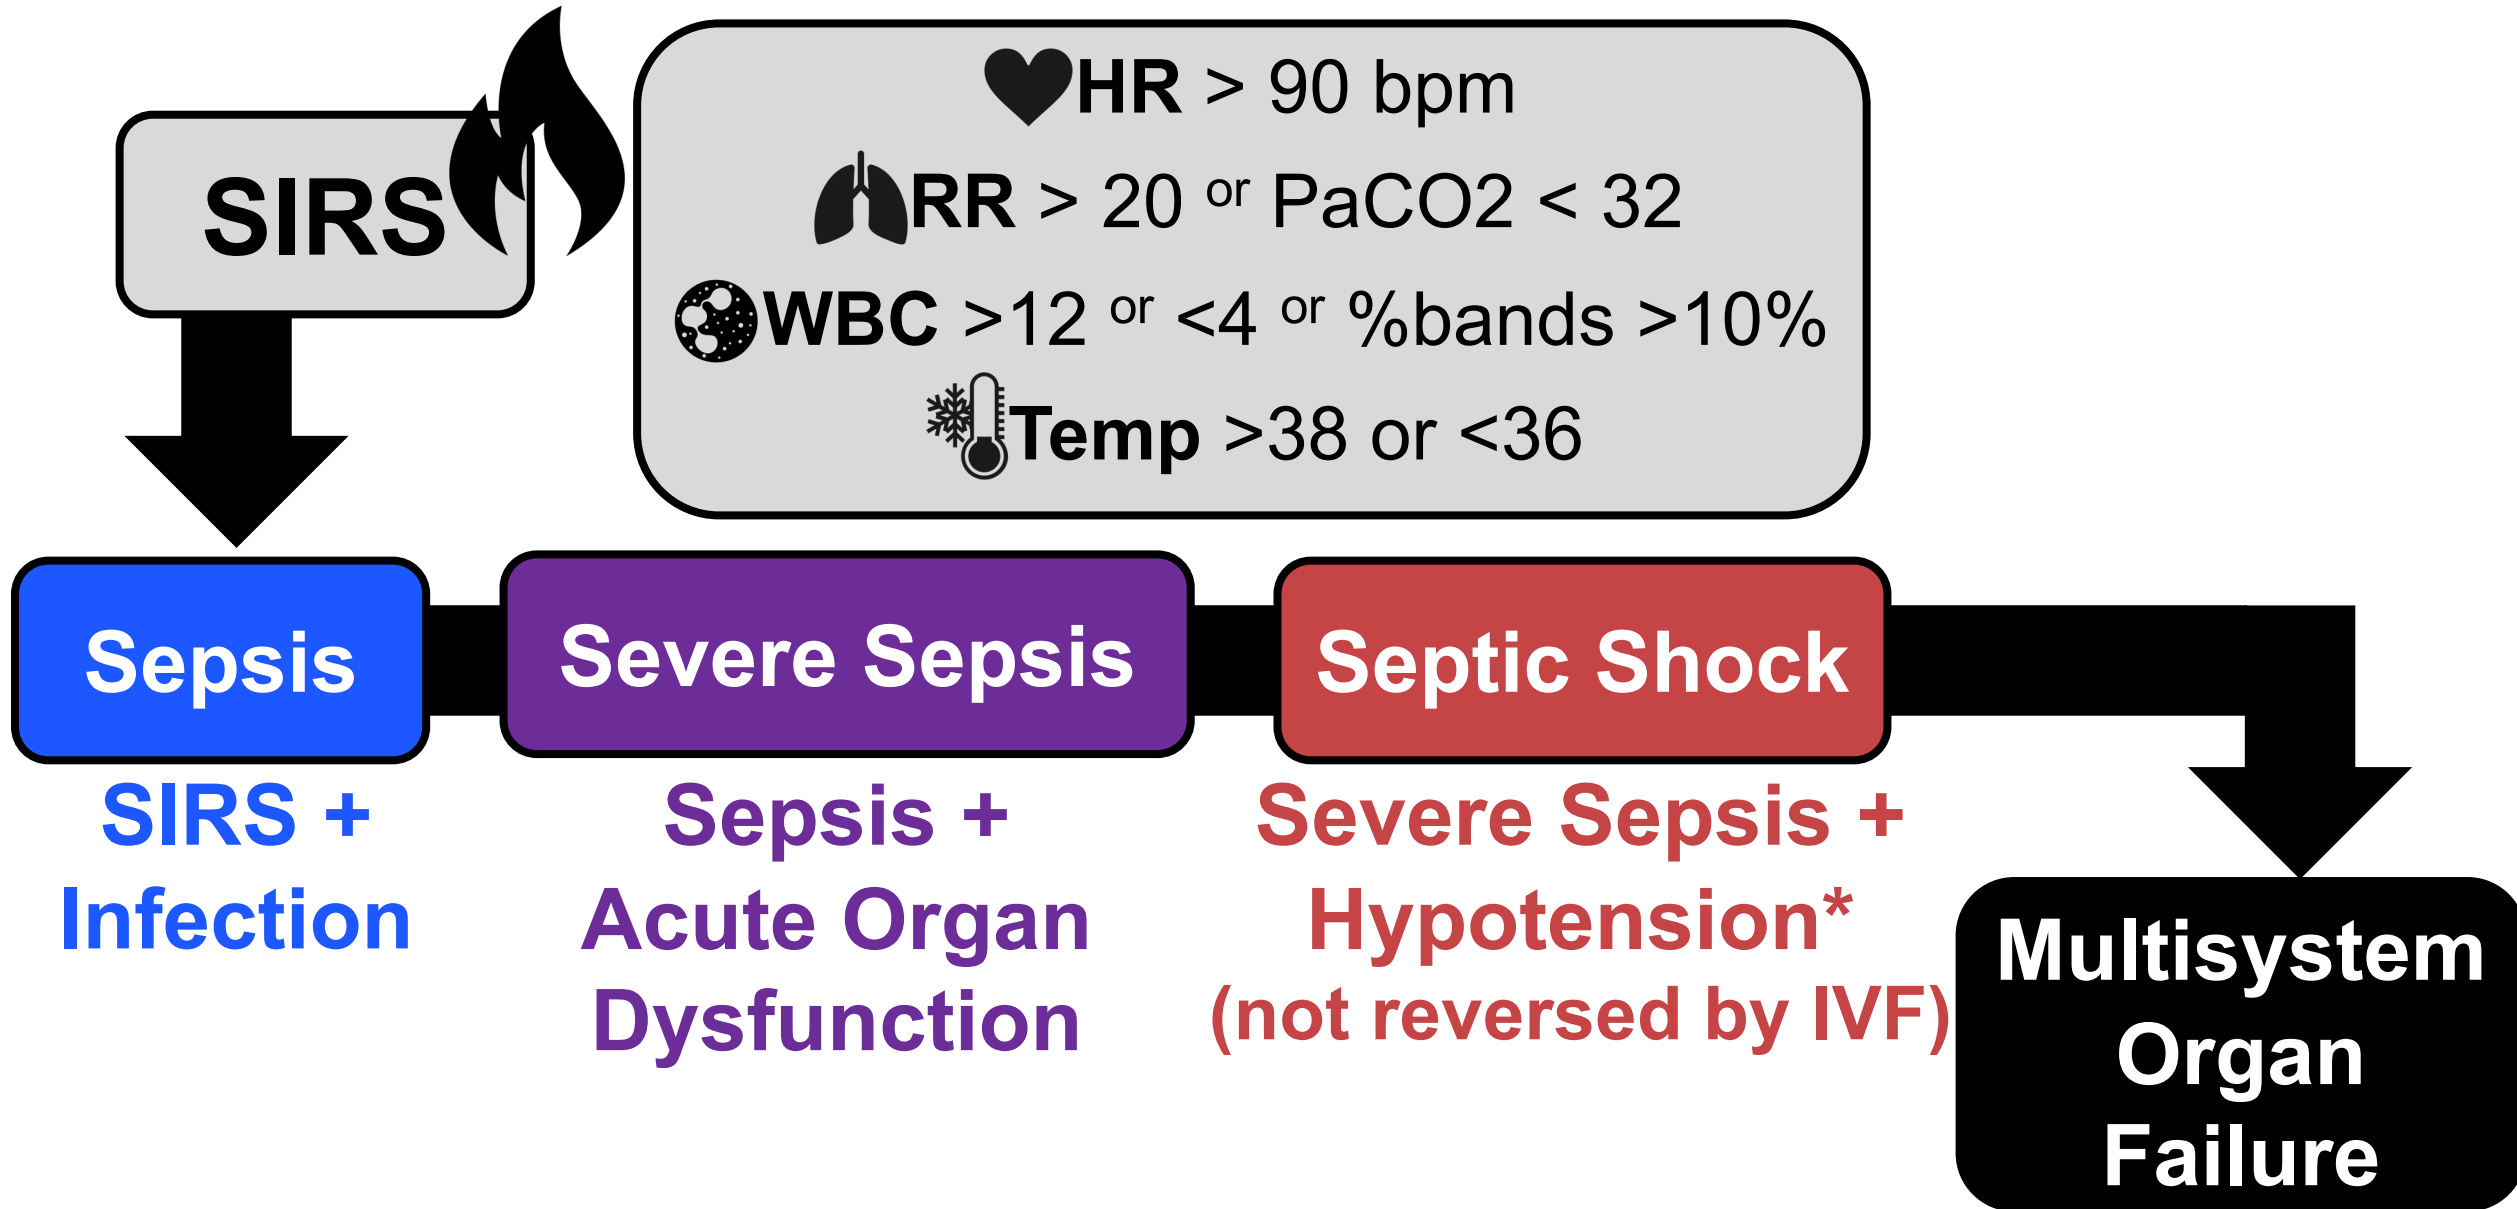 SIRS
HR > 90 bpm
RR > 20 or PaCO2 < 32
WBC >12 or <4 or %bands >10%
Temp >38 or <36
Sepsis
Severe Sepsis
Septic Shock
SIRS +
Infection
Sepsis +
Acute Organ
Dysfunction
Severe Sepsis +
Hypotension*
(not reversed by IVF)
Multisystem
Organ
Failure